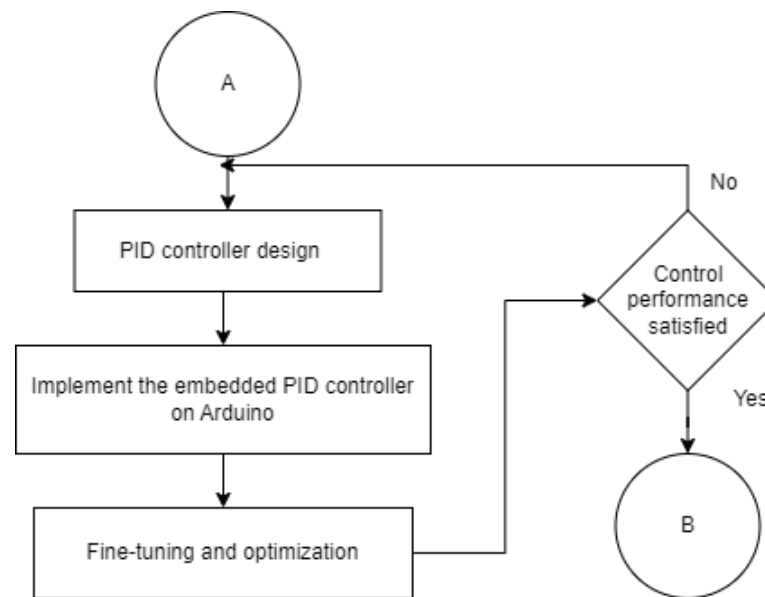 A
No
PID controller design
Control
performance
satisfied
Implement the embedded PID controller
on Arduino
Yes
Fine-tuning and optimization
B